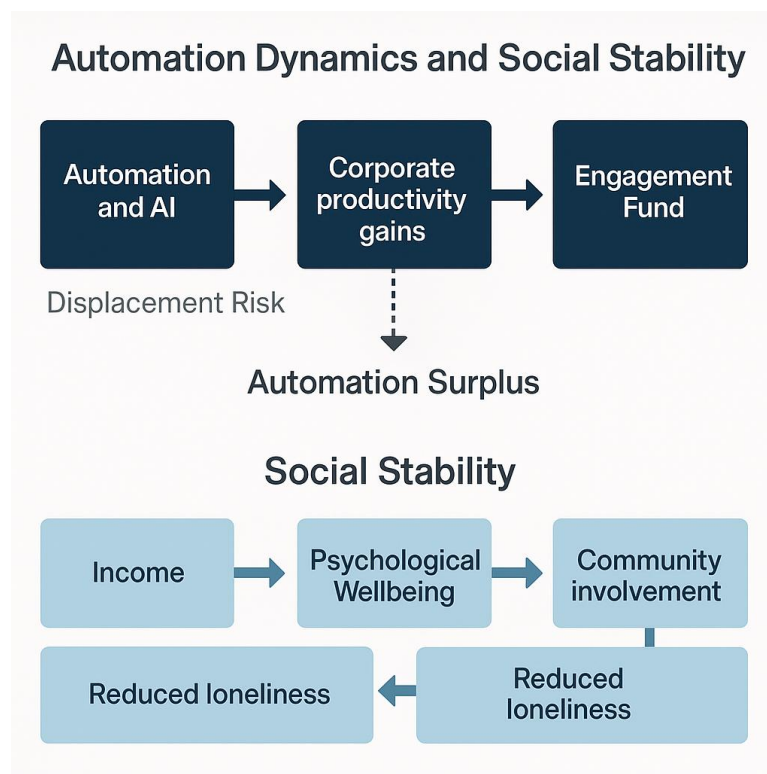 Automation Dynamics and Social Stability
Automation
and AI
Corporate
productivity
gains
Engagement
Fund
Displacement Risk
Automation Surplus
Social Stability
Income
Psychological
Wellbeing
Community
involvement
Reduced loneliness
Reduced
loneliness